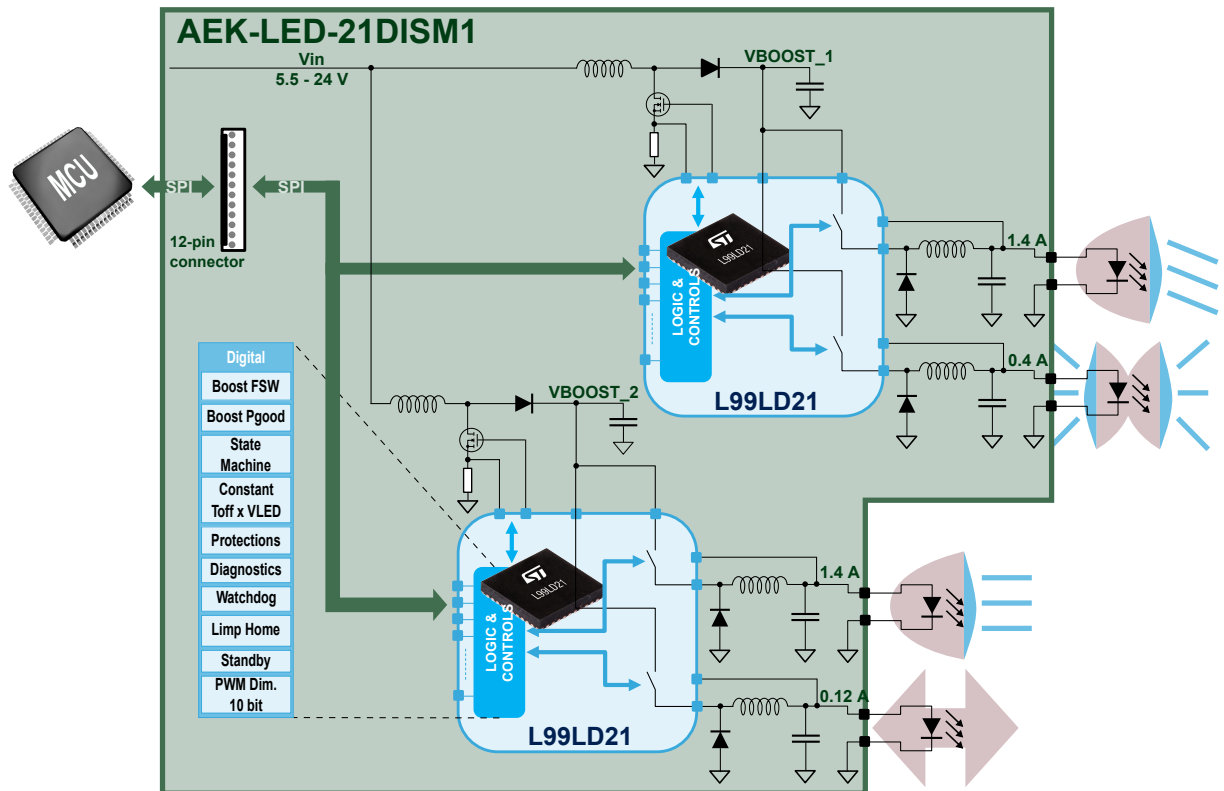 AEK-LED-21DISM1
Vin
5.5 - 24 V
VBOOST_1
MCU
SPI
SPI
12-pin
connector
ST
L99LD21
LOGIC &
CONTROLS
L99LD21
1.4 A
0.4 A
Digital
Boost FSW
Boost Pgood
State
Machine
Constant
Toff x VLED
Protections
Diagnostics
Watchdog
Limp Home
Standby
PWM Dim.
10 bit
VBOOST_2
ST
L99LD21
LOGIC &
CONTROLS
L99LD21
1.4 A
0.12 A